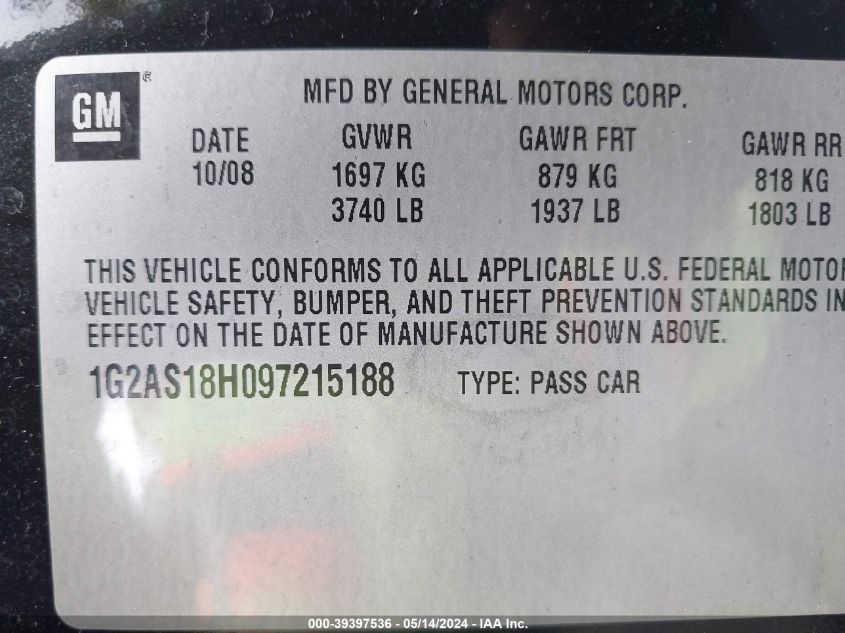 GM ®
MFD BY GENERAL MOTORS CORP.
DATE GVWR GAWR FRT GAWR RR
10/08 1697 KG 879 KG 818 KG
3740 LB 1937 LB 1803 LB
THIS VEHICLE CONFORMS TO ALL APPLICABLE U.S. FEDERAL MOTOR
VEHICLE SAFETY, BUMPER, AND THEFT PREVENTION STANDARDS IN
EFFECT ON THE DATE OF MANUFACTURE SHOWN ABOVE.
1G2AS18H097215188 TYPE: PASS CAR
000-39397536 - 05/14/2024 - IAA Inc.